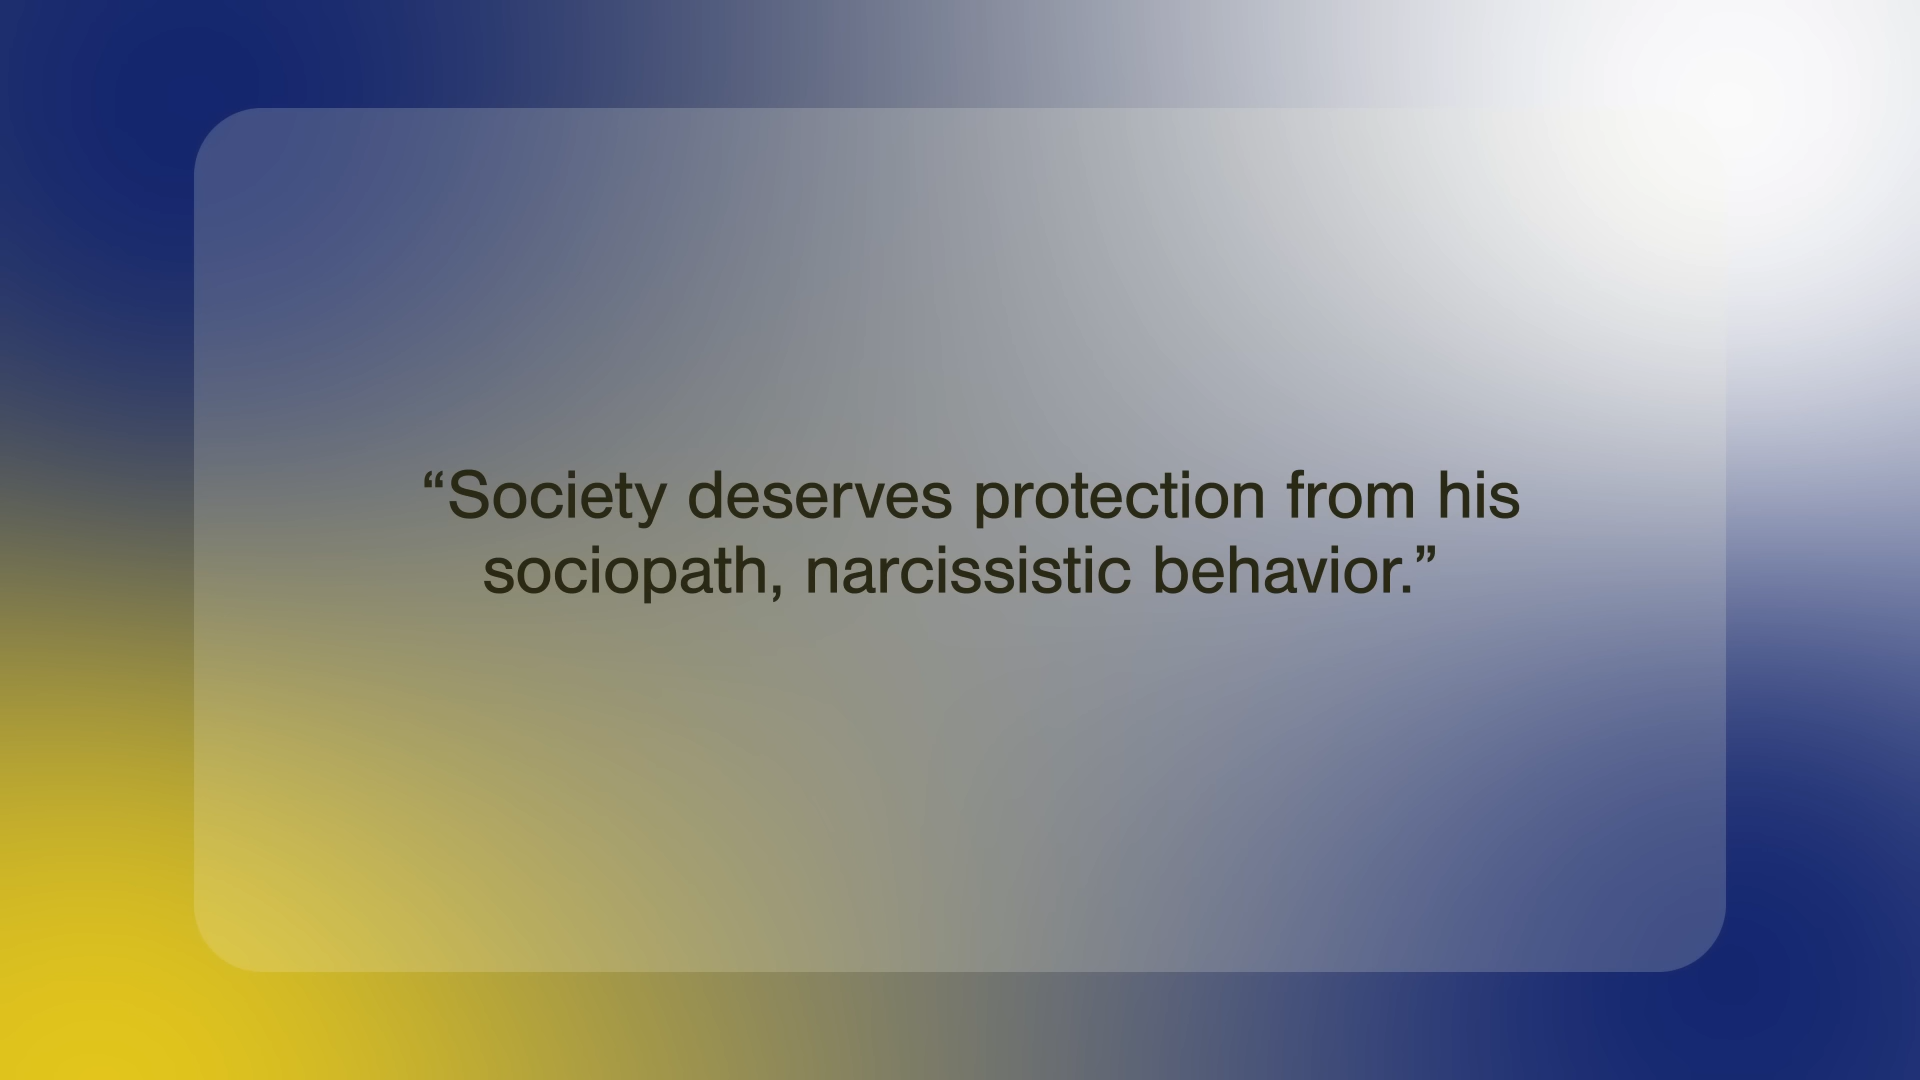 “Society deserves protection from his
sociopath, narcissistic behavior.”